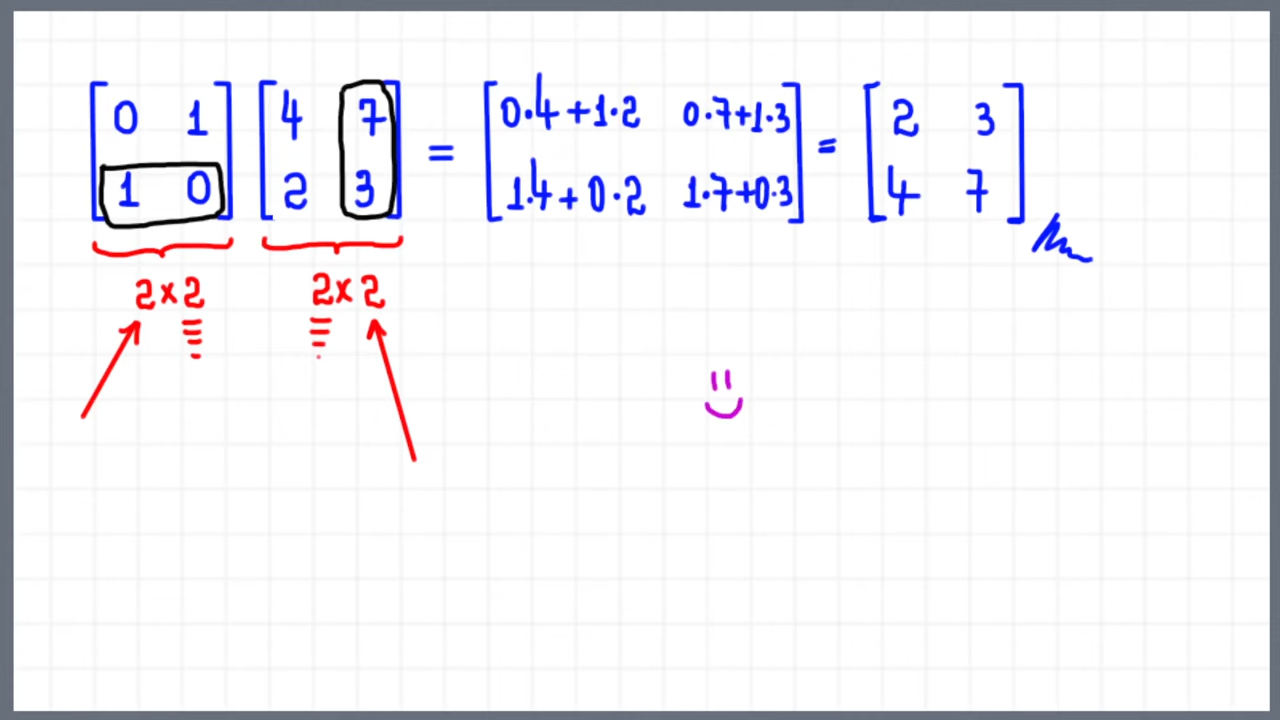 [0 1] [4 7] = [0·4+1·2 0·7+1·3] = [2 3]
[1 0] [2 3] [1·4+0·2 1·7+0·3] [4 7]
2×2 2×2